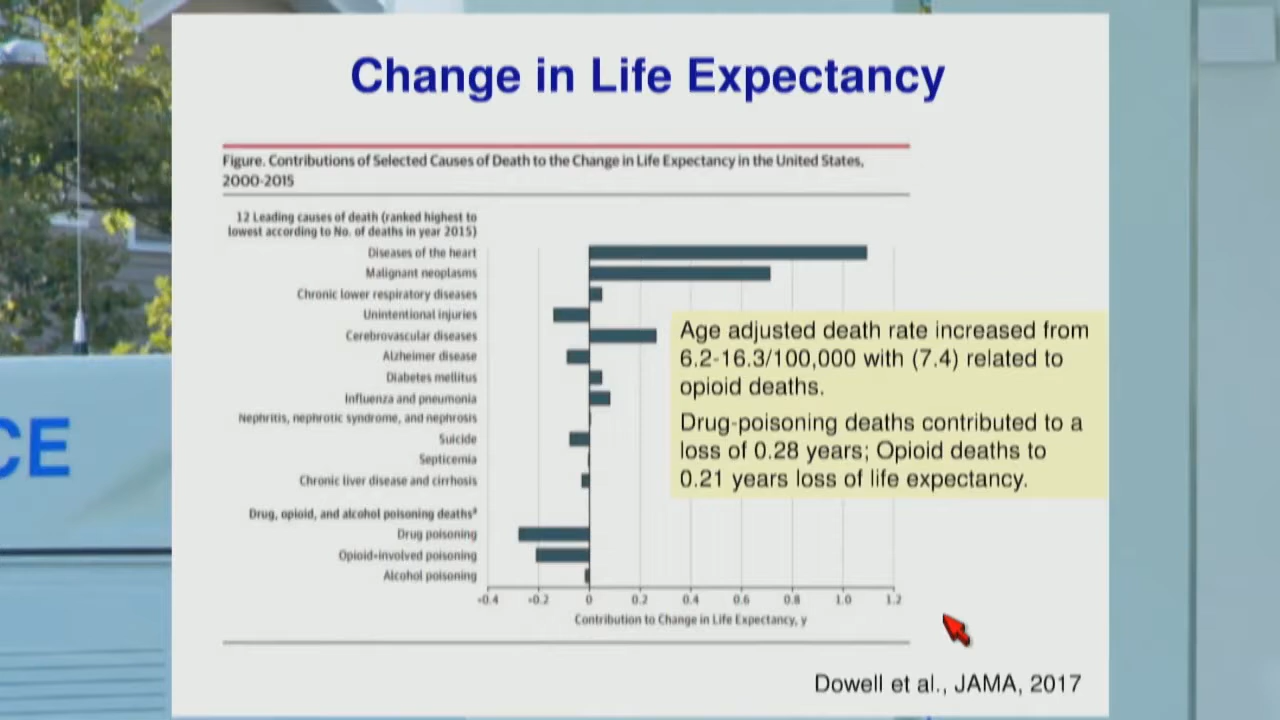 Change in Life Expectancy
Figure. Contributions of Selected Causes of Death to the Change in Life Expectancy in the United States,
2000-2015
12 Leading causes of death (ranked highest to
lowest according to No. of deaths in year 2015)
Diseases of the heart
Malignant neoplasms
Chronic lower respiratory diseases
Unintentional injuries
Cerebrovascular diseases
Alzheimer disease
Diabetes mellitus
Influenza and pneumonia
Nephritis, nephrotic syndrome, and nephrosis
Suicide
Septicemia
Chronic liver disease and cirrhosis
Drug, opioid, and alcohol poisoning deathsª
Drug poisoning
Opioid-involved poisoning
Alcohol poisoning
-0.4 -0.2 0 0.2 0.4 0.6 0.8 1.0 1.2
Contribution to Change in Life Expectancy, y
Age adjusted death rate increased from
6.2-16.3/100,000 with (7.4) related to
opioid deaths.
Drug-poisoning deaths contributed to a
loss of 0.28 years; Opioid deaths to
0.21 years loss of life expectancy.
CE
Dowell et al., JAMA, 2017